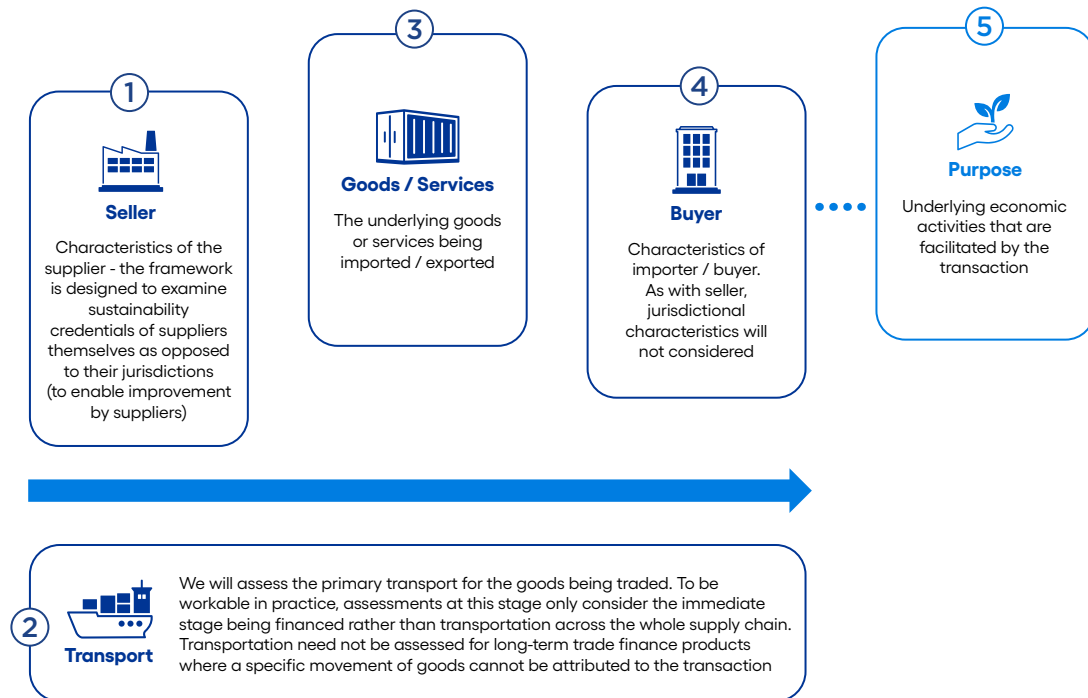 1
Seller
Characteristics of the
supplier - the framework
is designed to examine
sustainability
credentials of suppliers
themselves as opposed
to their jurisdictions
(to enable improvement
by suppliers)
3
Goods / Services
The underlying goods
or services being
imported / exported
4
Buyer
Characteristics of
importer / buyer.
As with seller,
jurisdictional
characteristics will
not considered
5
Purpose
Underlying economic
activities that are
facilitated by the
transaction
2
Transport
We will assess the primary transport for the goods being traded. To be
workable in practice, assessments at this stage only consider the immediate
stage being financed rather than transportation across the whole supply chain.
Transportation need not be assessed for long-term trade finance products
where a specific movement of goods cannot be attributed to the transaction